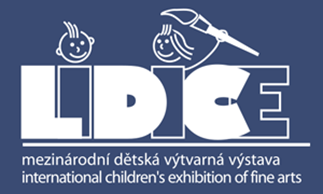 LIDICE
mezinárodní dětská výtvarná výstava
international children's exhibition of fine arts